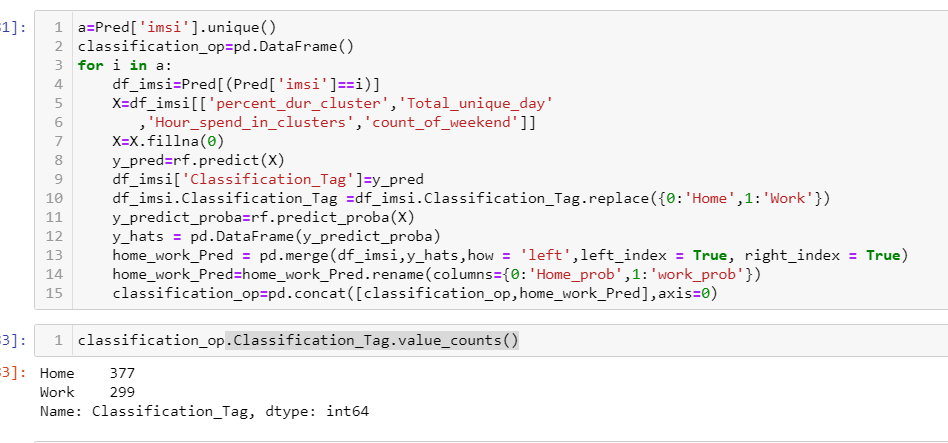 31]:
1 a=Pred['imsi'].unique()
2 classification_op=pd.DataFrame()
3 for i in a:
4     df_imsi=Pred[(Pred['imsi']==i)]
5     X=df_imsi[['percent_dur_cluster','Total_unique_day'
6        ,'Hour_spend_in_clusters','count_of_weekend']]
7     X=X.fillna(0)
8     y_pred=rf.predict(X)
9     df_imsi['Classification_Tag']=y_pred
10     df_imsi.Classification_Tag =df_imsi.Classification_Tag.replace({0:'Home',1:'Work'})
11     y_predict_proba=rf.predict_proba(X)
12     y_hats = pd.DataFrame(y_predict_proba)
13     home_work_Pred = pd.merge(df_imsi,y_hats,how = 'left',left_index = True, right_index = True)
14     home_work_Pred=home_work_Pred.rename(columns={0:'Home_prob',1:'work_prob'})
15     classification_op=pd.concat([classification_op,home_work_Pred],axis=0)
33]:
1 classification_op.Classification_Tag.value_counts()
33]:
Home    377
Work    299
Name: Classification_Tag, dtype: int64